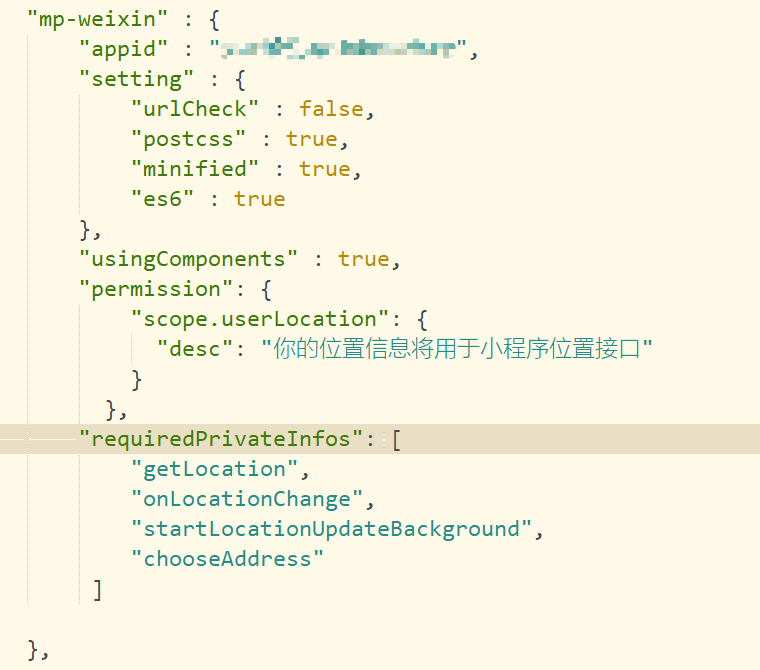 "mp-weixin" : {
"appid" : "",
"setting" : {
"urlCheck" : false,
"postcss" : true,
"minified" : true,
"es6" : true
},
"usingComponents" : true,
"permission": {
"scope.userLocation": {
"desc": "你的位置信息将用于小程序位置接口"
}
},
"requiredPrivateInfos": [
"getLocation",
"onLocationChange",
"startLocationUpdateBackground",
"chooseAddress"
]
},